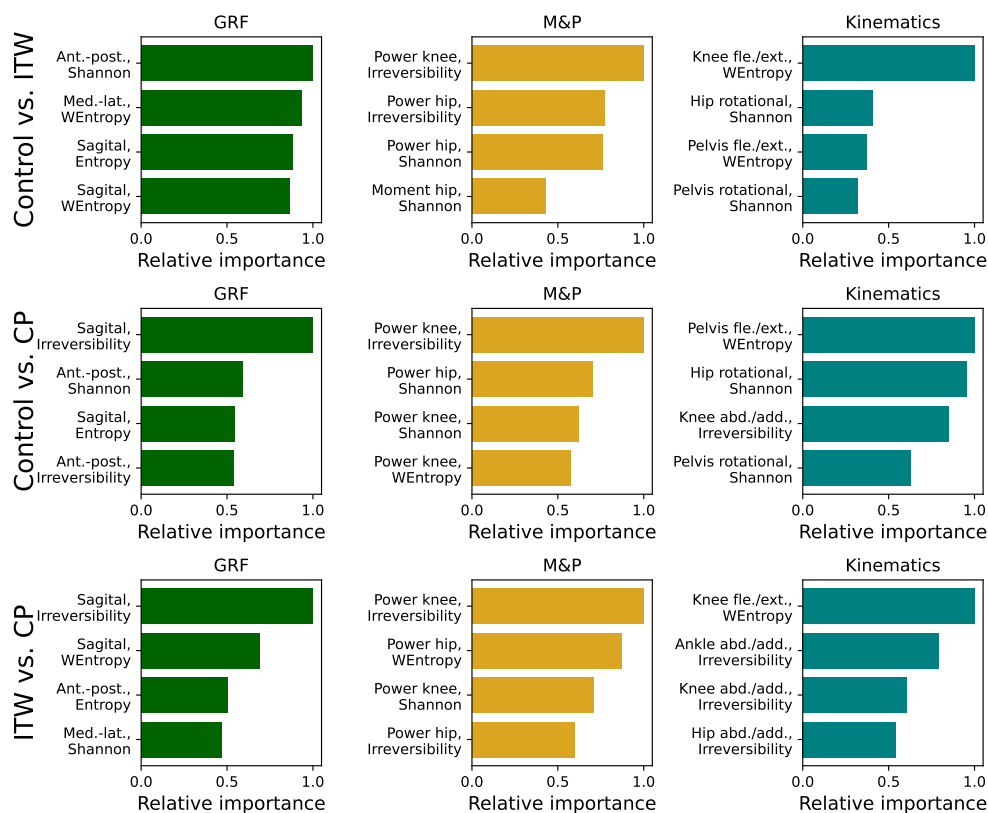 GRF
M&P
Kinematics
Control vs. ITW
Ant.-post.,
Shannon
Med.-lat.,
WEntropy
Sagital,
Entropy
Sagital,
WEntropy
0.0 0.5 1.0
Relative importance
Power knee,
Irreversibility
Power hip,
Irreversibility
Power hip,
Shannon
Moment hip,
Shannon
0.0 0.5 1.0
Relative importance
Knee fle./ext.,
WEntropy
Hip rotational,
Shannon
Pelvis fle./ext.,
WEntropy
Pelvis rotational,
Shannon
0.0 0.5 1.0
Relative importance
GRF
M&P
Kinematics
Control vs. CP
Sagital,
Irreversibility
Ant.-post.,
Shannon
Sagital,
Entropy
Ant.-post.,
Irreversibility
0.0 0.5 1.0
Relative importance
Power knee,
Irreversibility
Power hip,
Shannon
Power knee,
Shannon
Power knee,
WEntropy
0.0 0.5 1.0
Relative importance
Pelvis fle./ext.,
WEntropy
Hip rotational,
Shannon
Knee abd./add.,
Irreversibility
Pelvis rotational,
Shannon
0.0 0.5 1.0
Relative importance
GRF
M&P
Kinematics
ITW vs. CP
Sagital,
Irreversibility
Sagital,
WEntropy
Ant.-post.,
Entropy
Med.-lat.,
Shannon
0.0 0.5 1.0
Relative importance
Power knee,
Irreversibility
Power hip,
WEntropy
Power knee,
Shannon
Power hip,
Irreversibility
0.0 0.5 1.0
Relative importance
Knee fle./ext.,
WEntropy
Ankle abd./add.,
Irreversibility
Knee abd./add.,
Irreversibility
Hip abd./add.,
Irreversibility
0.0 0.5 1.0
Relative importance